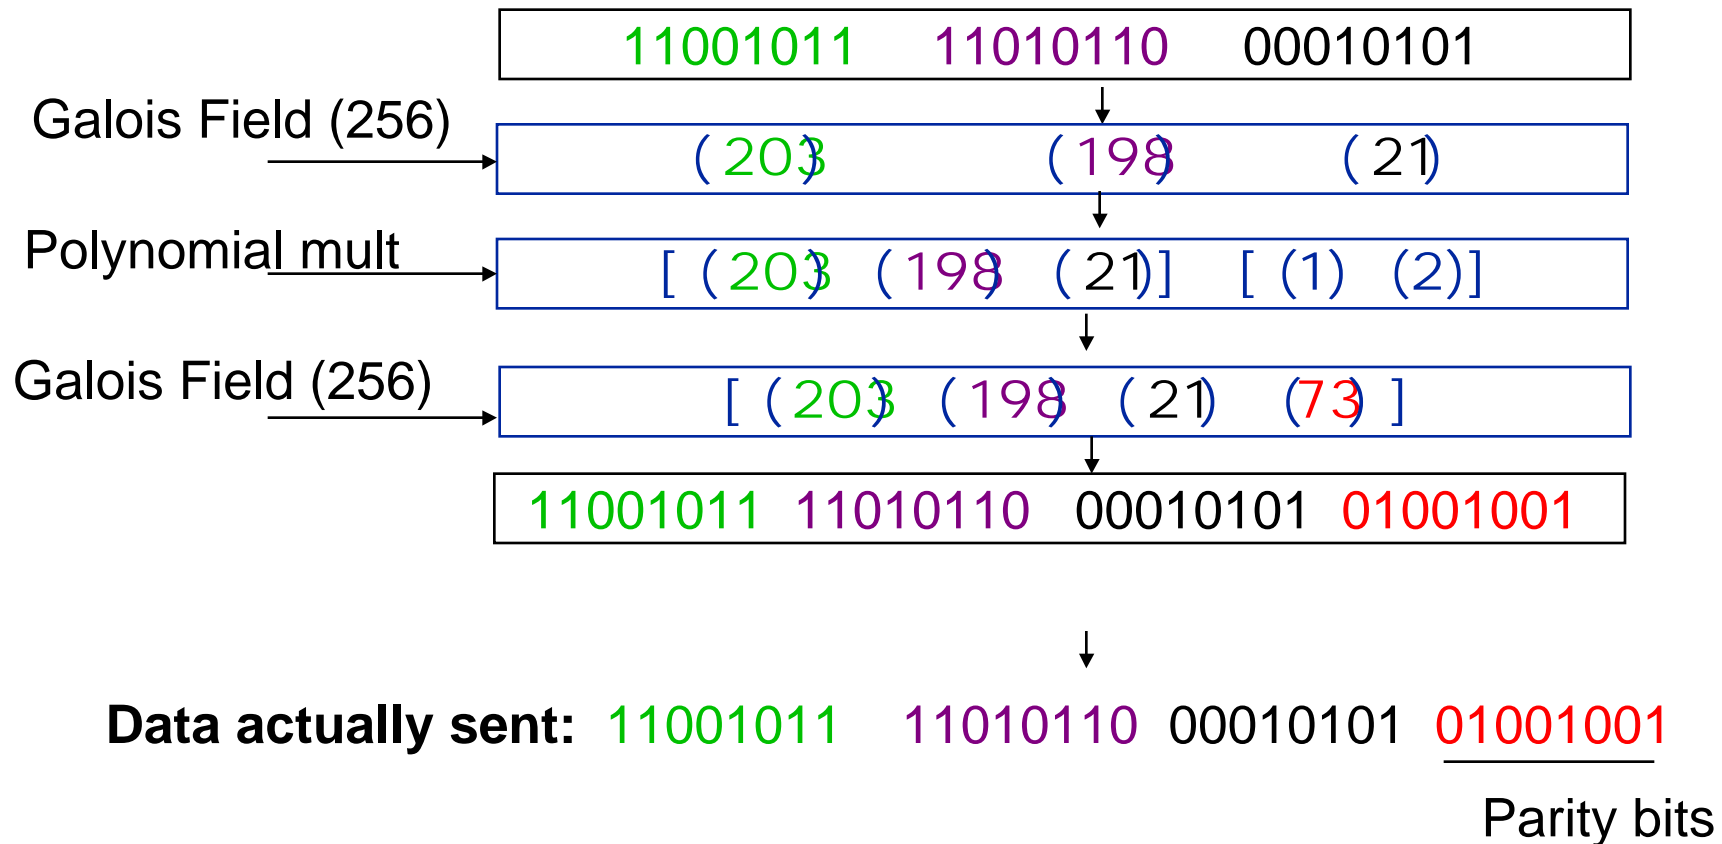 11001011 11010110 00010101
Galois Field (256)
(203) (198) (21)
Polynomial mult
[ (203) (198) (21)] [ (1) (2)]
Galois Field (256)
[ (203) (198) (21) (73) ]
11001011 11010110 00010101 01001001
Data actually sent: 11001011 11010110 00010101 01001001
Parity bits